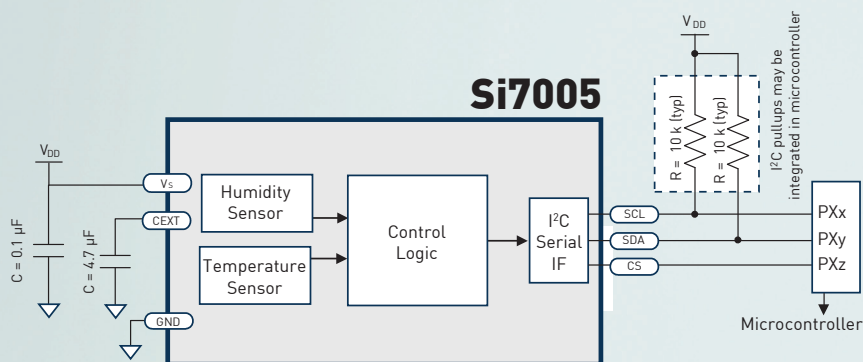 Si7005
V DD
R = 10 k (typ)
R = 10 k (typ)
I²C pullups may be
integrated in microcontroller
VDD
C = 0.1 µF
C = 4.7 µF
Vs
CEXT
GND
Humidity
Sensor
Temperature
Sensor
Control
Logic
I²C
Serial
IF
SCL
SDA
CS
PXx
PXy
PXz
Microcontroller